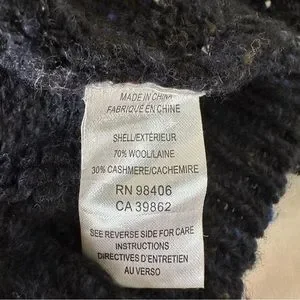 MADE IN CHINA
FABRIQUÉ EN CHINE
SHELL/EXTÉRIEUR
70% WOOL/LAINE
30% CASHMERE/CACHEMIRE
RN 98406
CA 39862
SEE REVERSE SIDE FOR CARE
INSTRUCTIONS
DIRECTIVES D'ENTRETIEN
AU VERSO